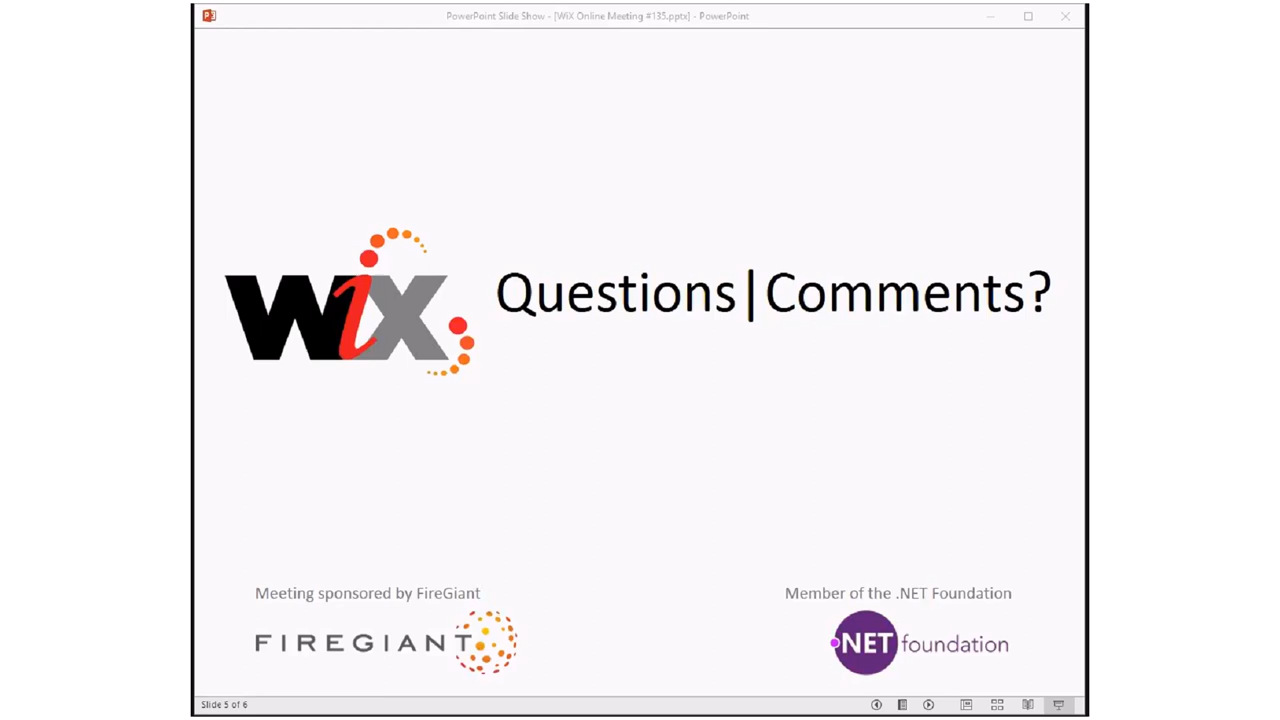 PowerPoint Slide Show - [WiX Online Meeting #135.pptx] - PowerPoint
WiX
Questions|Comments?
Meeting sponsored by FireGiant
Member of the .NET Foundation
FIREGIANT
.NET foundation
Slide 5 of 6